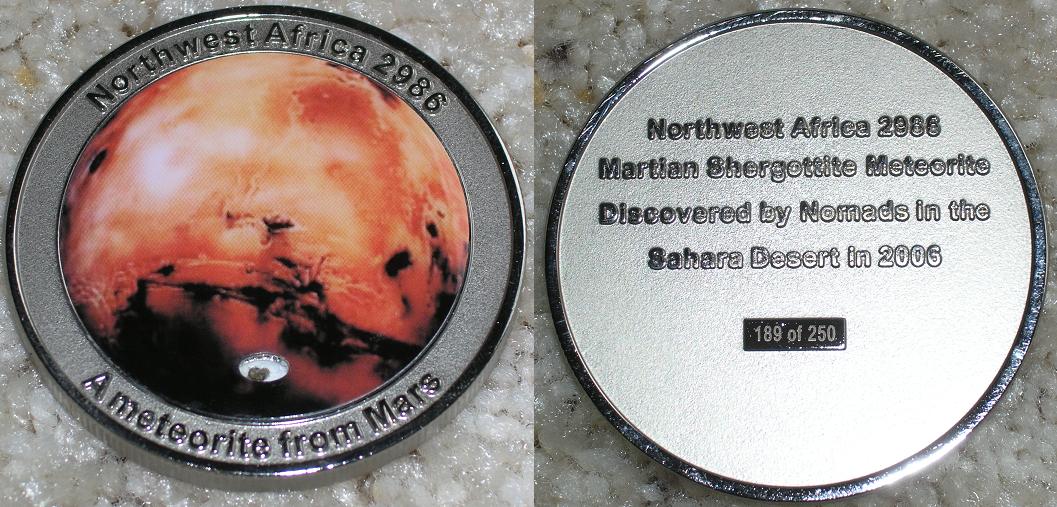 Northwest Africa 2986
A meteorite from Mars
Northwest Africa 2986
Martian Shergottite Meteorite
Discovered by Nomads in the
Sahara Desert in 2006
189 of 250